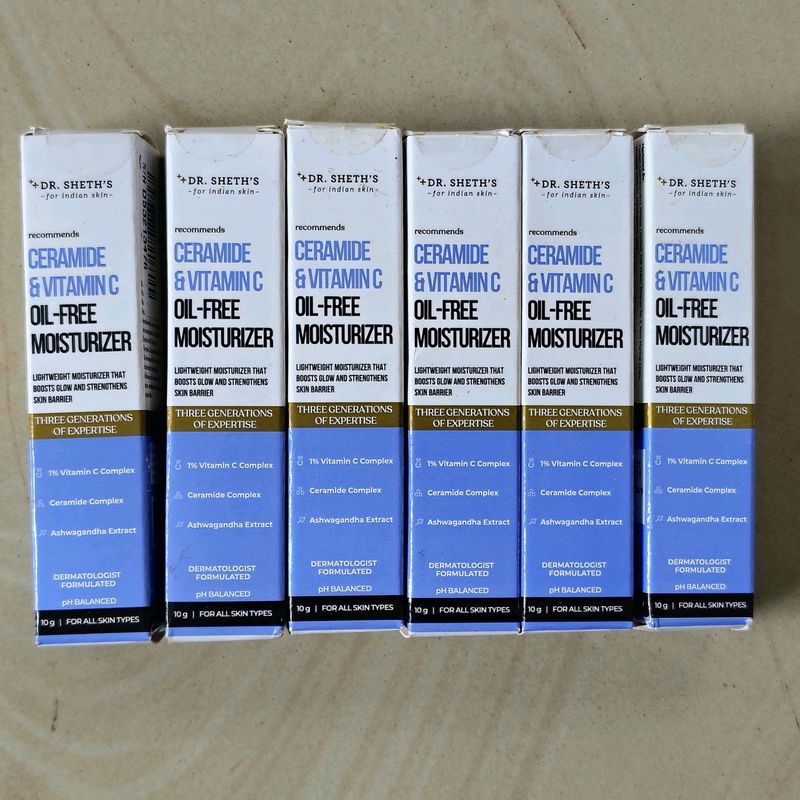 DR. SHETH'S
-for indian skin-
recommends
CERAMIDE
& VITAMIN C
OIL-FREE
MOISTURIZER
LIGHTWEIGHT MOISTURIZER THAT
BOOSTS GLOW AND STRENGTHENS
SKIN BARRIER
THREE GENERATIONS
OF EXPERTISE
1% Vitamin C Complex
Ceramide Complex
Ashwagandha Extract
DERMATOLOGIST
FORMULATED
pH BALANCED
10 g | FOR ALL SKIN TYPES
DR. SHETH'S
-for indian skin-
recommends
CERAMIDE
& VITAMIN C
OIL-FREE
MOISTURIZER
LIGHTWEIGHT MOISTURIZER THAT
BOOSTS GLOW AND STRENGTHENS
SKIN BARRIER
THREE GENERATIONS
OF EXPERTISE
1% Vitamin C Complex
Ceramide Complex
Ashwagandha Extract
DERMATOLOGIST
FORMULATED
pH BALANCED
10 g | FOR ALL SKIN TYPES
DR. SHETH'S
-for indian skin-
recommends
CERAMIDE
& VITAMIN C
OIL-FREE
MOISTURIZER
LIGHTWEIGHT MOISTURIZER THAT
BOOSTS GLOW AND STRENGTHENS
SKIN BARRIER
THREE GENERATIONS
OF EXPERTISE
1% Vitamin C Complex
Ceramide Complex
Ashwagandha Extract
DERMATOLOGIST
FORMULATED
pH BALANCED
10 g | FOR ALL SKIN TYPES
DR. SHETH'S
-for indian skin-
recommends
CERAMIDE
& VITAMIN C
OIL-FREE
MOISTURIZER
LIGHTWEIGHT MOISTURIZER THAT
BOOSTS GLOW AND STRENGTHENS
SKIN BARRIER
THREE GENERATIONS
OF EXPERTISE
1% Vitamin C Complex
Ceramide Complex
Ashwagandha Extract
DERMATOLOGIST
FORMULATED
pH BALANCED
10 g | FOR ALL SKIN TYPES
DR. SHETH'S
-for indian skin-
recommends
CERAMIDE
& VITAMIN C
OIL-FREE
MOISTURIZER
LIGHTWEIGHT MOISTURIZER THAT
BOOSTS GLOW AND STRENGTHENS
SKIN BARRIER
THREE GENERATIONS
OF EXPERTISE
1% Vitamin C Complex
Ceramide Complex
Ashwagandha Extract
DERMATOLOGIST
FORMULATED
pH BALANCED
10 g | FOR ALL SKIN TYPES
DR. SHETH'S
-for indian skin-
recommends
CERAMIDE
& VITAMIN C
OIL-FREE
MOISTURIZER
LIGHTWEIGHT MOISTURIZER THAT
BOOSTS GLOW AND STRENGTHENS
SKIN BARRIER
THREE GENERATIONS
OF EXPERTISE
1% Vitamin C Complex
Ceramide Complex
Ashwagandha Extract
DERMATOLOGIST
FORMULATED
pH BALANCED
10 g | FOR ALL SKIN TYPES